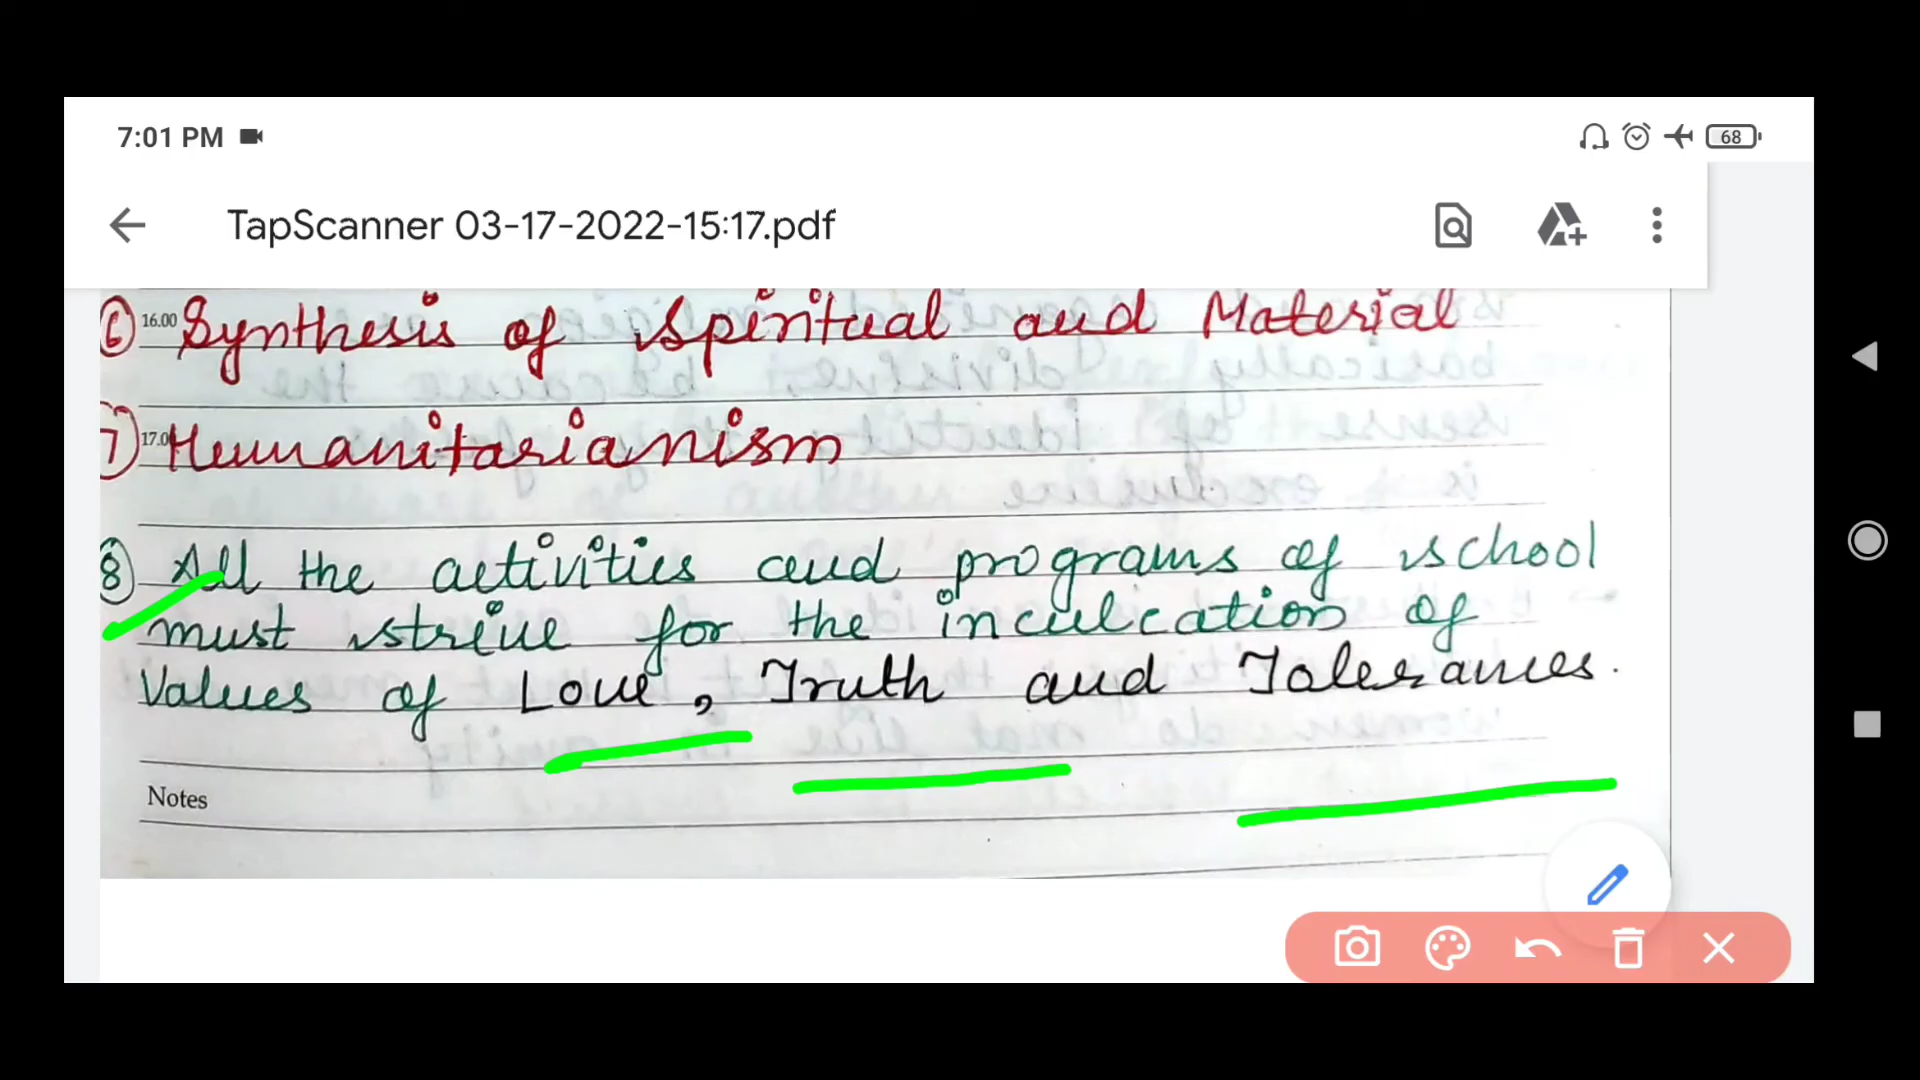 7:01 PM
68
TapScanner 03-17-2022-15:17.pdf
6 16.00 Synthesis of spiritual and Material
7 17.0 Humanitarianism
8 All the activities and programs of school
must strive for the inculcation of
Values of Love, Truth and Tolerances.
Notes